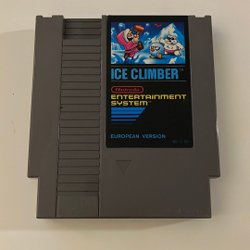 ICE CLIMBER
Nintendo
ENTERTAINMENT
SYSTEM
EUROPEAN VERSION